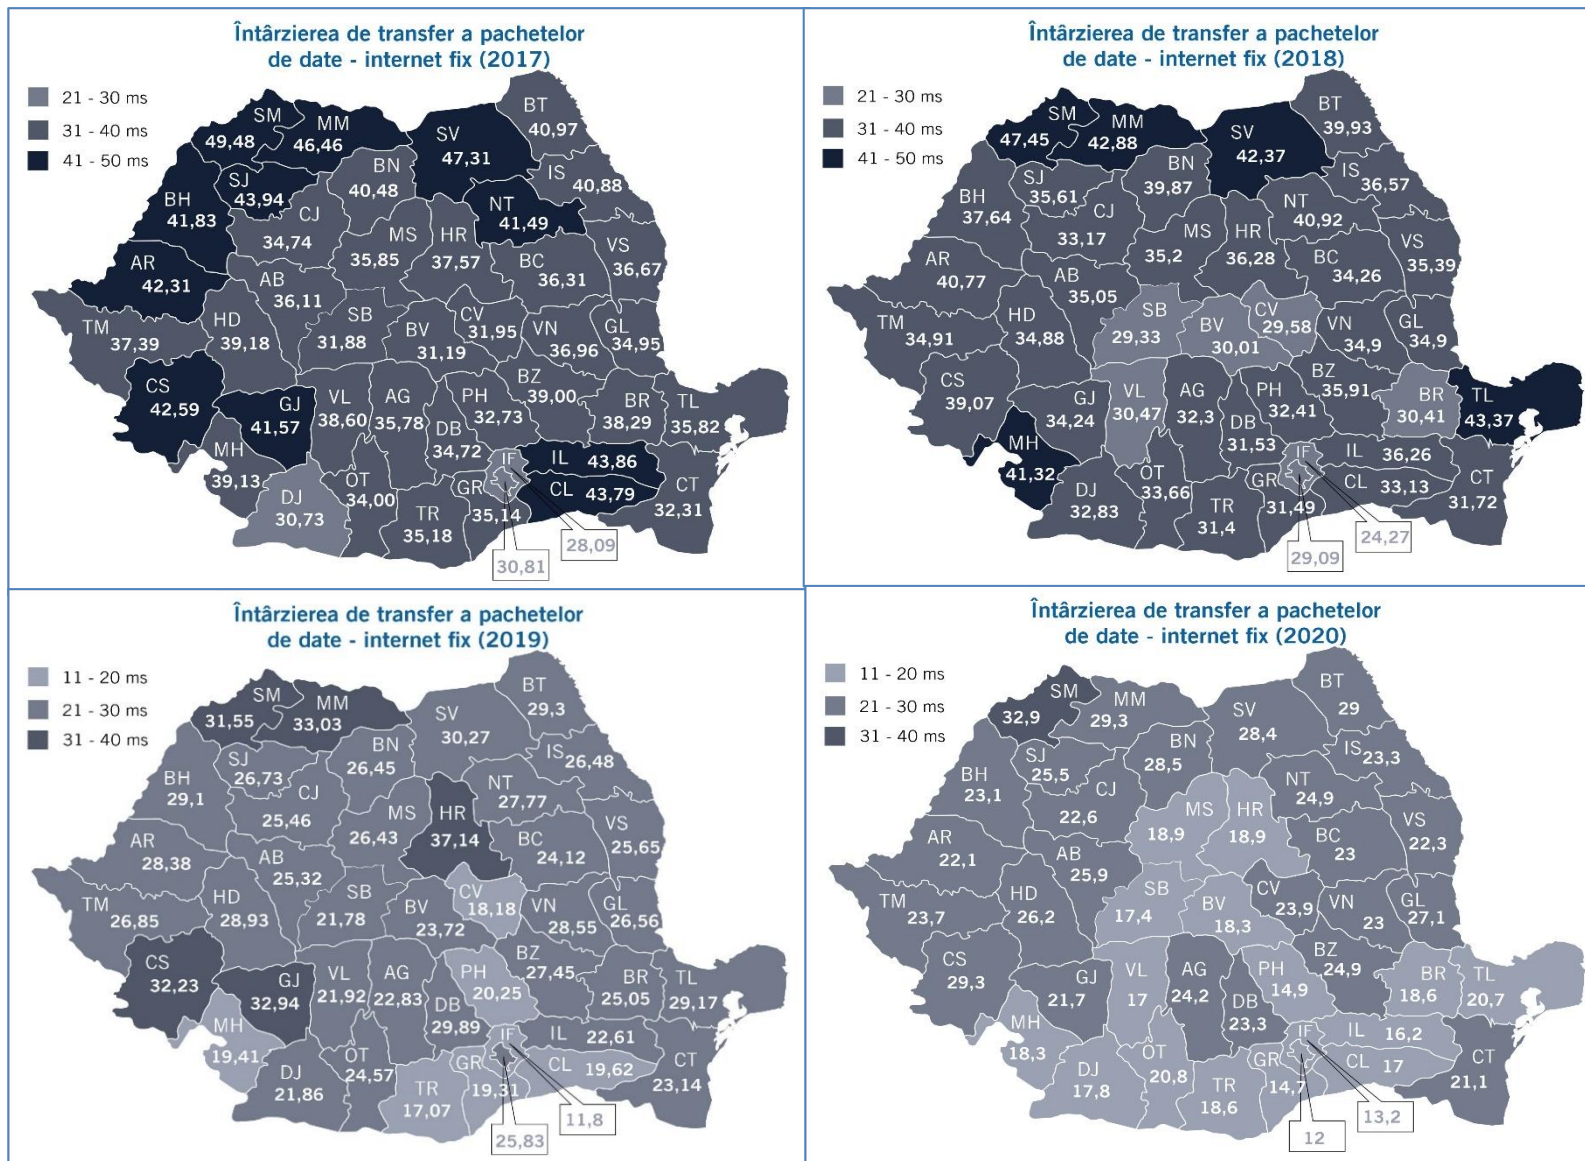 Întârzierea de transfer a pachetelor
de date - internet fix (2017)
21 - 30 ms
31 - 40 ms
41 - 50 ms
SM
49,48
MM
46,46
SV
47,31
BT
40,97
BN
40,48
IS
40,88
SJ
43,94
BH
41,83
CJ
34,74
NT
41,49
MS
35,85
HR
37,57
VS
36,67
AR
42,31
AB
36,11
BC
36,31
TM
37,39
HD
39,18
SB
31,88
BV
31,19
CV
31,95
VN
36,96
GL
34,95
CS
42,59
GJ
41,57
VL
38,60
AG
35,78
PH
32,73
BZ
39,00
BR
38,29
TL
35,82
DB
34,72
MH
39,13
IF
IL 43,86
CL 43,79
CT
32,31
DJ
30,73
OT
34,00
TR
35,18
GR
35,14
28,09
30,81
Întârzierea de transfer a pachetelor
de date - internet fix (2018)
21 - 30 ms
31 - 40 ms
41 - 50 ms
SM
47,45
MM
42,88
SV
42,37
BT
39,93
BN
39,87
IS
36,57
SJ
35,61
BH
37,64
CJ
33,17
NT
40,92
MS
35,2
HR
36,28
VS
35,39
AR
40,77
AB
35,05
BC
34,26
TM
34,91
HD
34,88
SB
29,33
BV
30,01
CV
29,58
VN
34,9
GL
34,9
CS
39,07
GJ
34,24
VL
30,47
AG
32,3
PH
32,41
BZ
35,91
BR
30,41
TL
43,37
DB
31,53
MH
41,32
IF
IL
36,26
CL
33,13
CT
31,72
DJ
32,83
OT
33,66
TR
31,4
GR
31,49
24,27
29,09
Întârzierea de transfer a pachetelor
de date - internet fix (2019)
11 - 20 ms
21 - 30 ms
31 - 40 ms
SM
31,55
MM
33,03
SV
30,27
BT
29,3
BN
26,45
IS
26,48
SJ
26,73
BH
29,1
CJ
25,46
NT
27,77
MS
26,43
HR
37,14
VS
25,65
AR
28,38
AB
25,32
BC
24,12
TM
26,85
HD
28,93
SB
21,78
BV
23,72
CV
18,18
VN
28,55
GL
26,56
CS
32,23
GJ
32,94
VL
21,92
AG
22,83
PH
20,25
BZ
27,45
BR
25,05
TL
29,17
DB
29,89
MH
19,41
IF
IL 22,61
CL 19,62
CT
23,14
DJ
21,86
OT
24,57
TR
17,07
GR
19,31
11,8
25,83
Întârzierea de transfer a pachetelor
de date - internet fix (2020)
11 - 20 ms
21 - 30 ms
31 - 40 ms
SM
32,9
MM
29,3
SV
28,4
BT
29
BN
28,5
IS
23,3
SJ
25,5
BH
23,1
CJ
22,6
NT
24,9
MS
18,9
HR
18,9
VS
22,3
AR
22,1
AB
25,9
BC
23
TM
23,7
HD
26,2
SB
17,4
BV
18,3
CV
23,9
VN
23
GL
27,1
CS
29,3
GJ
21,7
VL
17
AG
24,2
PH
14,9
BZ
24,9
BR
18,6
TL
20,7
DB
23,3
MH
18,3
IF
IL
16,2
CL 17
CT
21,1
DJ
17,8
OT
20,8
TR
18,6
GR
14,7
13,2
12